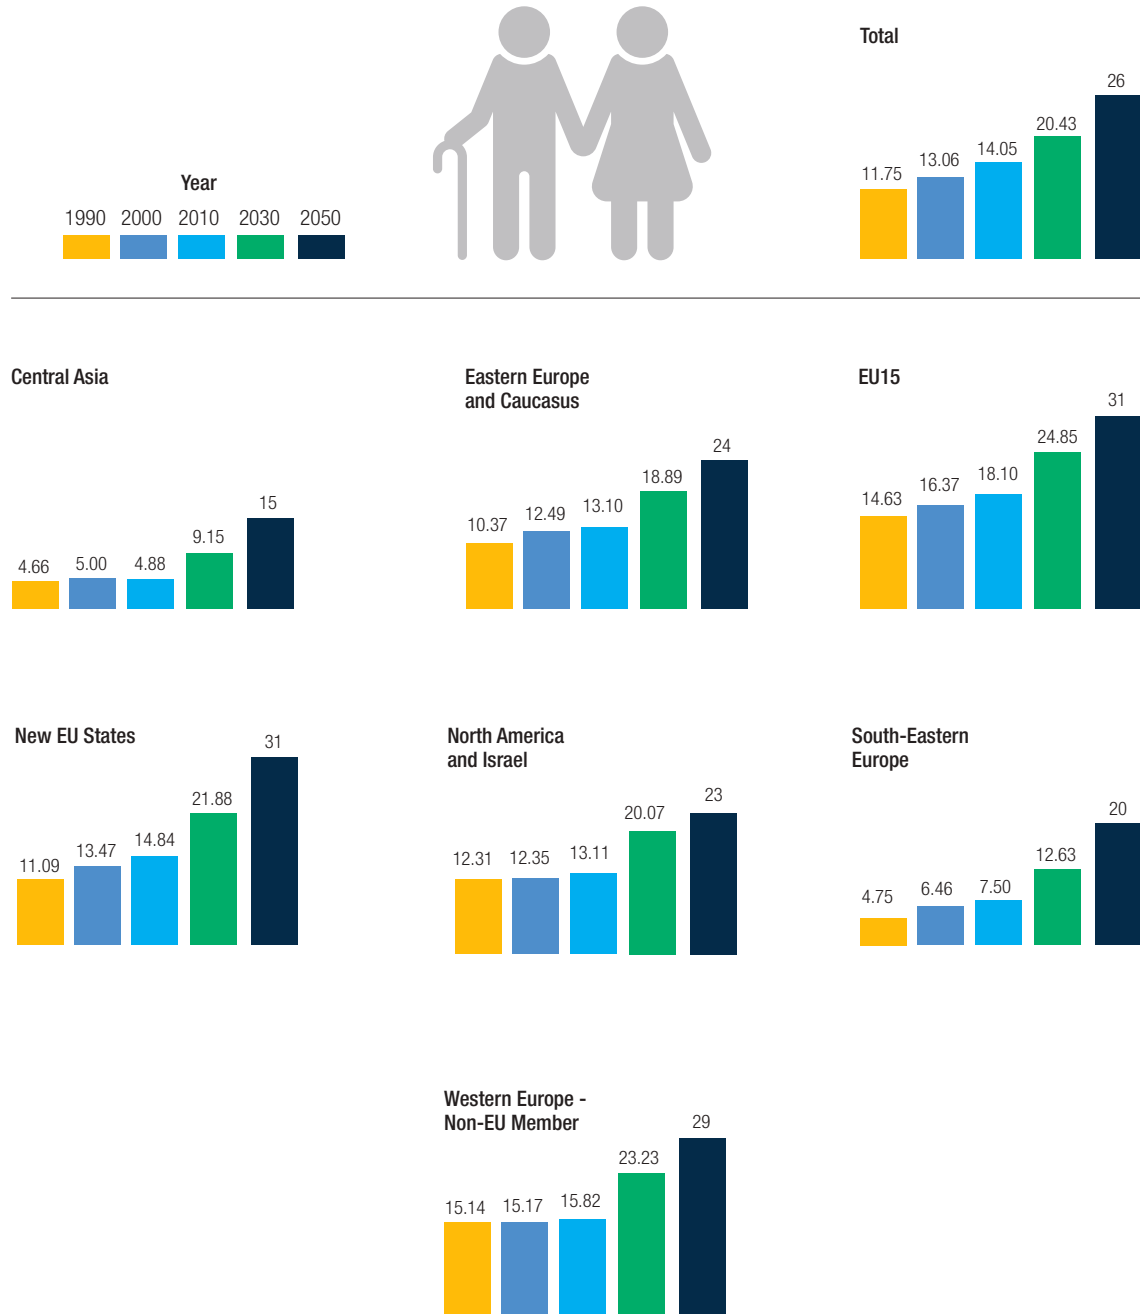 Total
26
20.43
14.05
13.06
11.75
Year
1990 2000 2010 2030 2050
Central Asia
4.66
5.00
4.88
9.15
15
Eastern Europe
and Caucasus
10.37
12.49
13.10
18.89
24
EU15
14.63
16.37
18.10
24.85
31
New EU States
11.09
13.47
14.84
21.88
31
North America
and Israel
12.31
12.35
13.11
20.07
23
South-Eastern
Europe
4.75
6.46
7.50
12.63
20
Western Europe -
Non-EU Member
15.14
15.17
15.82
23.23
29